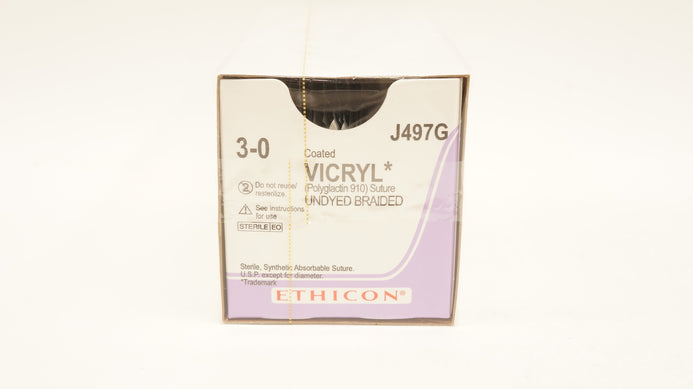 J497G
3-0
Coated
VICRYL*
(Polyglactin 910) Suture
UNDYED BRAIDED
2 Do not reuse/
resterilize.
See instructions
for use
STERILE EO
Sterile, Synthetic Absorbable Suture.
U.S.P. except for diameter.
*Trademark
ETHICON®